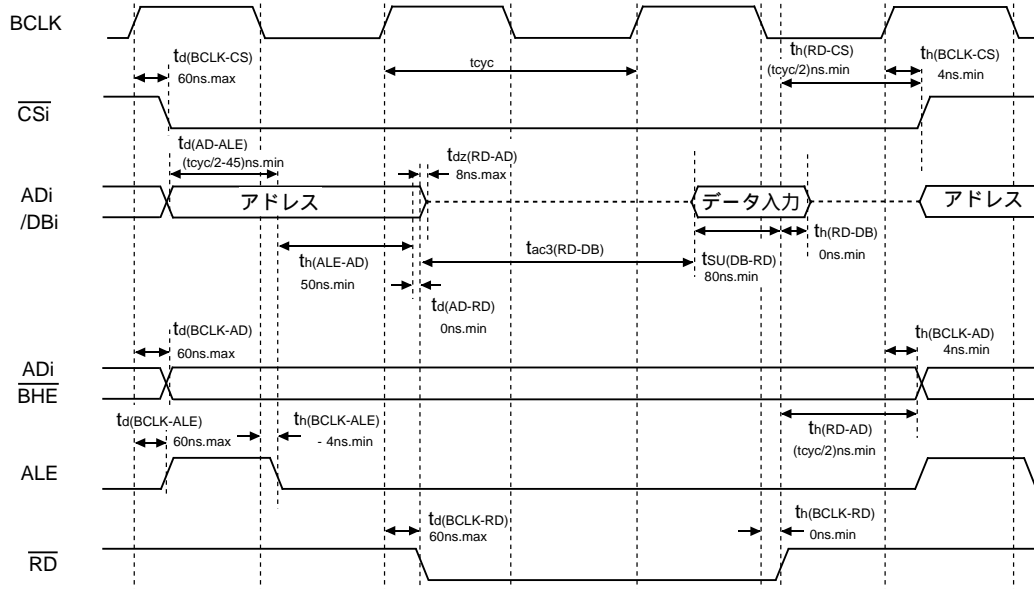 BCLK
td(BCLK-CS)
60ns.max
tcyc
th(RD-CS)
(tcyc/2)ns.min
th(BCLK-CS)
4ns.min
CSi
td(AD-ALE)
(tcyc/2-45)ns.min
tdz(RD-AD)
8ns.max
ADi
/DBi
アドレス
データ入力
アドレス
th(ALE-AD)
50ns.min
tac3(RD-DB)
tSU(DB-RD)
80ns.min
th(RD-DB)
0ns.min
td(AD-RD)
0ns.min
td(BCLK-AD)
60ns.max
th(BCLK-AD)
4ns.min
ADi
BHE
td(BCLK-ALE)
60ns.max
th(BCLK-ALE)
- 4ns.min
th(RD-AD)
(tcyc/2)ns.min
ALE
td(BCLK-RD)
60ns.max
th(BCLK-RD)
0ns.min
RD